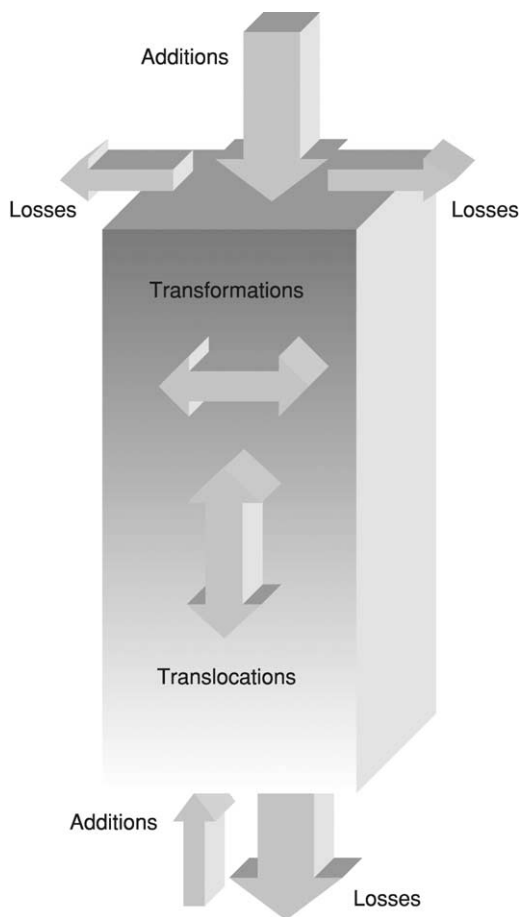 Additions
Losses
Losses
Transformations
Translocations
Additions
Losses